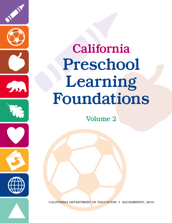 California
Preschool
Learning
Foundations
Volume 2
CALIFORNIA DEPARTMENT OF EDUCATION • SACRAMENTO, 2010